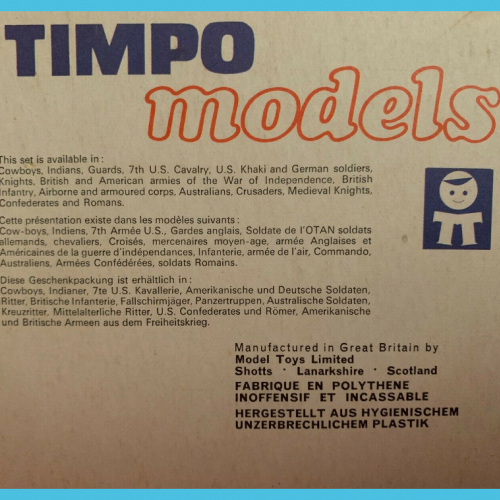 TIMPO
models
This set is available in :
Cowboys, Indians, Guards, 7th U.S. Cavalry, U.S. Khaki and German soldiers,
Knights, British and American armies of the War of Independence, British
Infantry, Airborne and armoured corps, Australians, Crusaders, Medieval Knights,
Confederates and Romans.
Cette présentation existe dans les modèles suivants :
Cow-boys, Indiens, 7th Armée U.S., Gardes anglais, Soldate de l'OTAN soldats
allemands, chevaliers, Croisés, mercenaires moyen-age, armée Anglaises et
Américaines de la guerre d'indépendances, Infanterie, armée de l'air, Commando,
Australiens, Armées Confédérées, soldats Romains.
Diese Geschenkpackung ist erhältlich in :
Cowboys, Indianer, 7te U.S. Kavallerie, Amerikanische und Deutsche Soldaten,
Ritter, Britische Infanterie, Fallschirmjäger, Panzertruppen, Australische Soldaten,
Kreuzritter, Mittelalterliche Ritter, U.S. Confederates und Römer, Amerikanische
und Britische Armeen aus dem Freiheitskrieg.
Manufactured in Great Britain by
Model Toys Limited
Shotts · Lanarkshire · Scotland
FABRIQUE EN POLYTHENE
INOFFENSIF ET INCASSABLE
HERGESTELLT AUS HYGIENISCHEM
UNZERBRECHLICHEM PLASTIK